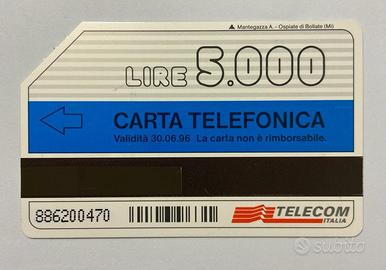 Mantegazza A. - Ospiate di Bollate (Mi)
LIRE 5.000
CARTA TELEFONICA
Validità 30.06.96 La carta non è rimborsabile.
886200470
TELECOM
ITALIA
subito